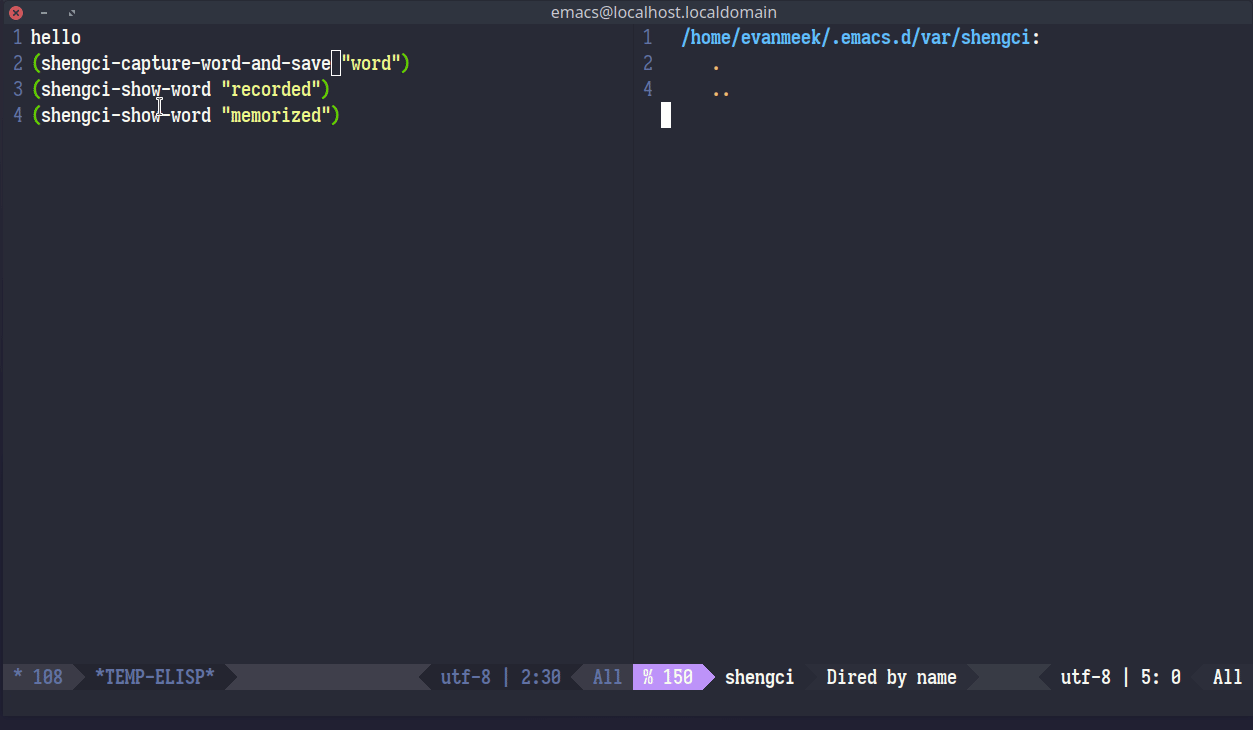 emacs@localhost.localdomain
1 hello
2 (shengci-capture-word-and-save "word")
3 (shengci-show-word "recorded")
4 (shengci-show-word "memorized")
1 /home/evanmeek/.emacs.d/var/shengci:
2 .
4 ..
* 108 *TEMP-ELISP* utf-8 | 2:30 All
% 150 shengci Dired by name utf-8 | 5: 0 All